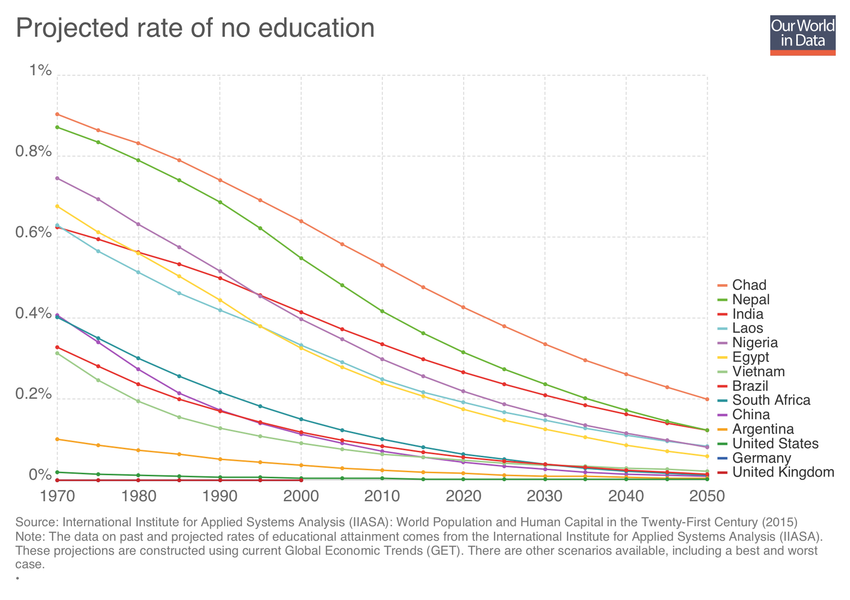 Projected rate of no education
Our World
in Data
1%
0.8%
0.6%
0.4%
0.2%
0%
1970 1980 1990 2000 2010 2020 2030 2040 2050
Chad
Nepal
India
Laos
Nigeria
Egypt
Vietnam
Brazil
South Africa
China
Argentina
United States
Germany
United Kingdom
Source: International Institute for Applied Systems Analysis (IIASA): World Population and Human Capital in the Twenty-First Century (2015)
Note: The data on past and projected rates of educational attainment comes from the International Institute for Applied Systems Analysis (IIASA).
These projections are constructed using current Global Economic Trends (GET). There are other scenarios available, including a best and worst
case.
•